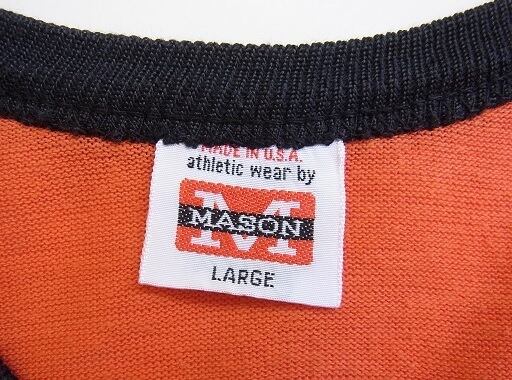 MADE IN U.S.A.
athletic wear by
M
MASON
LARGE